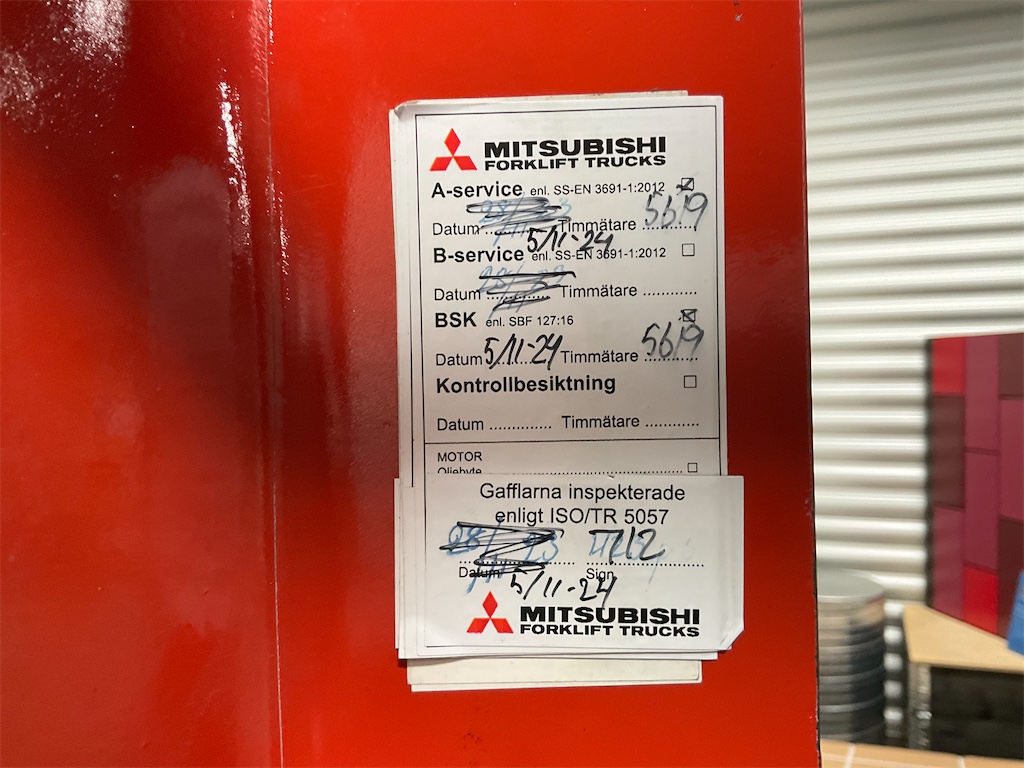 MITSUBISHI
FORKLIFT TRUCKS
A-service enl. SS-EN 3691-1:2012
Datum 5/11-24 Timmätare 5619
B-service enl. SS-EN 3691-1:2012
Datum ............ Timmätare ............
BSK enl. SBF 127:16
Datum 5/11-24 Timmätare 5619
Kontrollbesiktning
Datum .............. Timmätare ............
MOTOR
Oljebyte
Gafflarna inspekterade
enligt ISO/TR 5057
Datum 5/11-24 Sign
MITSUBISHI
FORKLIFT TRUCKS